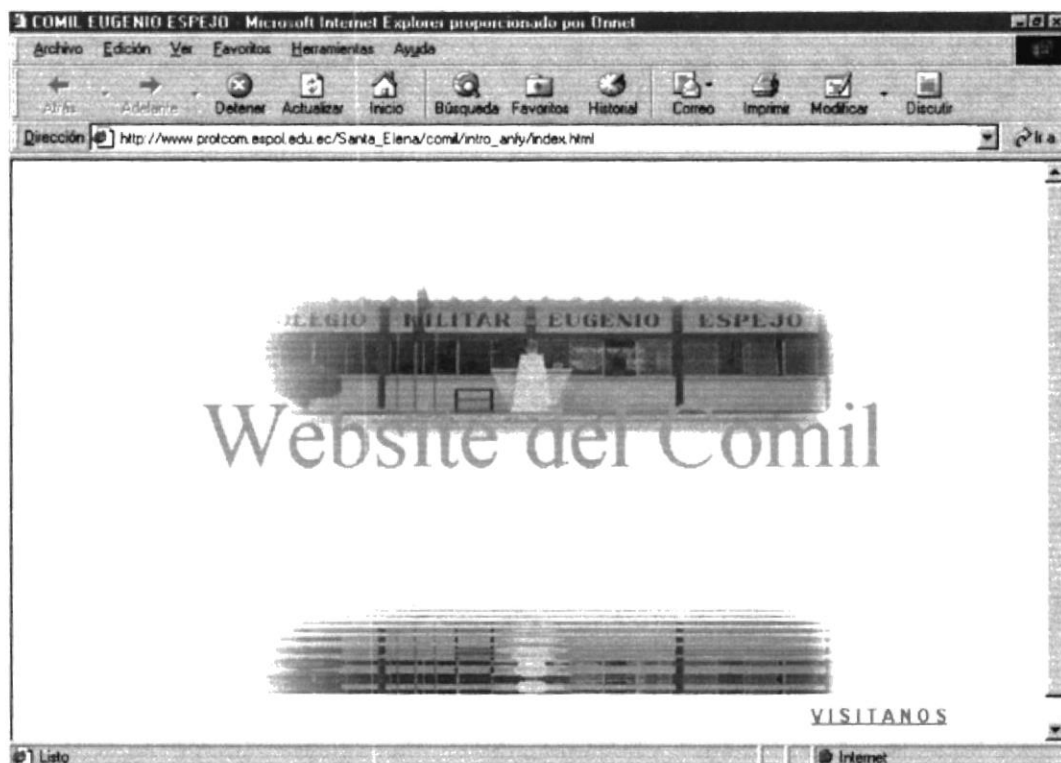 COMIL EUGENIO ESPEJO - Microsoft Internet Explorer proporcionado por Onnet
Archivo Edición Ver Favoritos Herramientas Ayuda
Atrás Adelante Detener Actualizar Inicio Búsqueda Favoritos Historial Correo Imprimir Modificar Discutir
Dirección http://www.protcom.espol.edu.ec/Santa_Elena/comil/intro_anfy/index.html Ir a
LEGIO MILITAR EUGENIO ESPEJO
Website del Comil
VISITANOS
Listo Internet